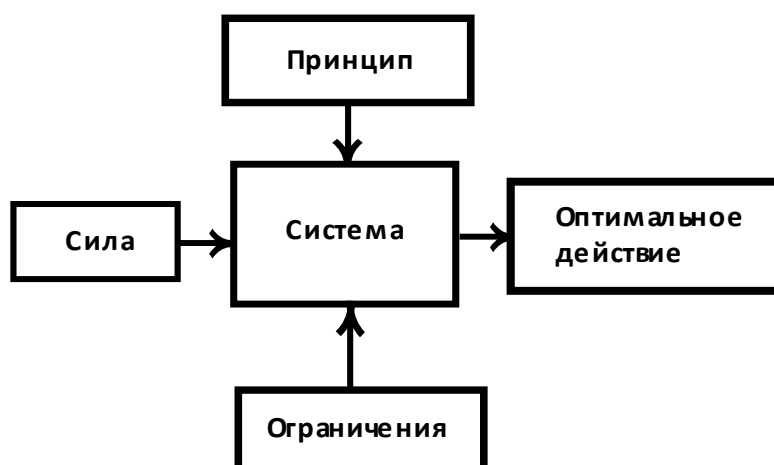 Принцип
Сила
Система
Оптимальное
действие
Ограничения